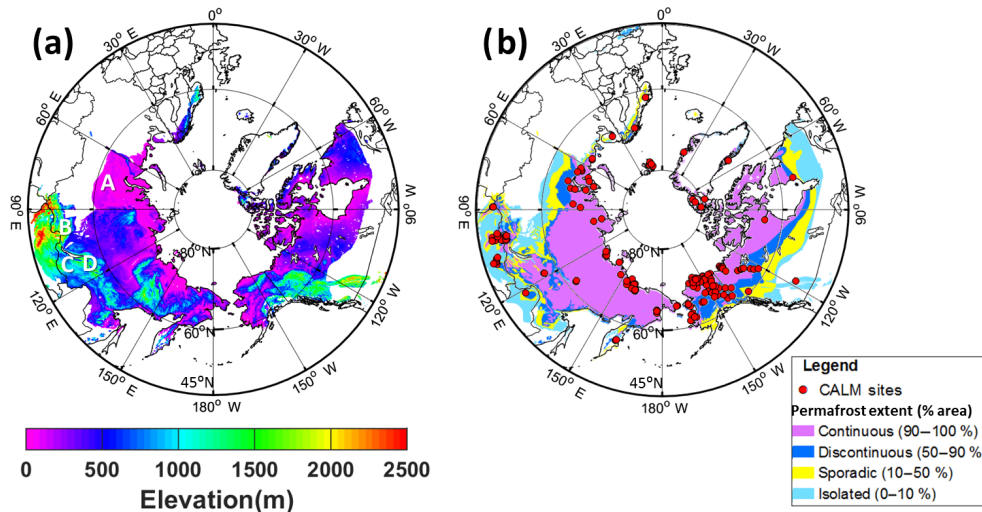 (a)
0°
30° E
30° W
60° E
60° W
A
90° E
B
C D
90° W
80°N
120° E
60°N
120° W
150° E
45°N
150° W
180° W
0 500 1000 1500 2000 2500
Elevation(m)
(b)
0°
30° E
30° W
60° E
60° W
90° E
90° W
80°N
120° E
60°N
120° W
150° E
45°N
150° W
180° W
Legend
CALM sites
Permafrost extent (% area)
Continuous (90–100 %)
Discontinuous (50–90 %
Sporadic (10–50 %)
Isolated (0–10 %)